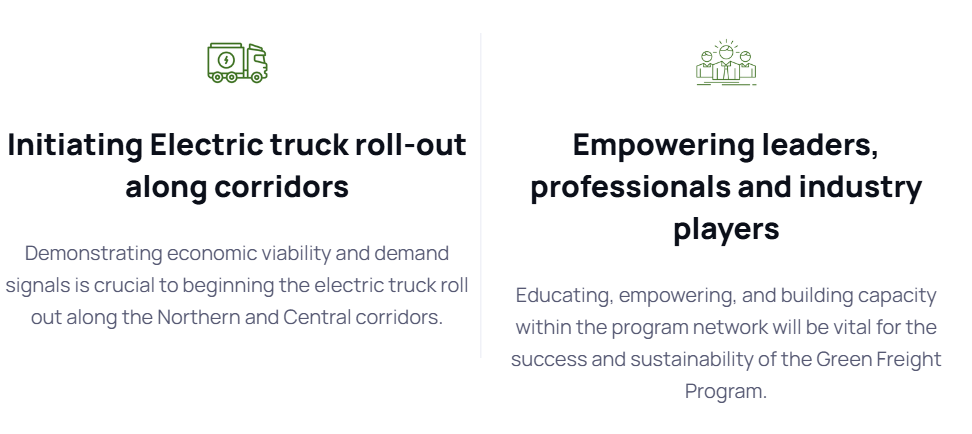 Initiating Electric truck roll-out
along corridors
Demonstrating economic viability and demand
signals is crucial to beginning the electric truck roll
out along the Northern and Central corridors.
Empowering leaders,
professionals and industry
players
Educating, empowering, and building capacity
within the program network will be vital for the
success and sustainability of the Green Freight
Program.